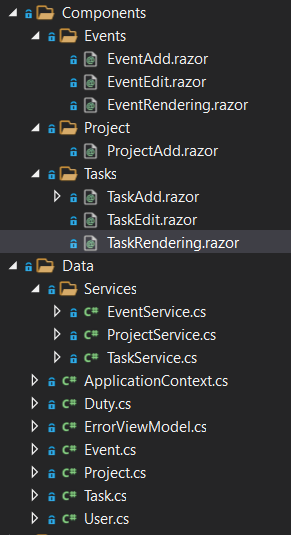 Components
Events
EventAdd.razor
EventEdit.razor
EventRendering.razor
Project
ProjectAdd.razor
Tasks
TaskAdd.razor
TaskEdit.razor
TaskRendering.razor
Data
Services
C# EventService.cs
C# ProjectService.cs
C# TaskService.cs
C# ApplicationContext.cs
C# Duty.cs
C# ErrorViewModel.cs
C# Event.cs
C# Project.cs
C# Task.cs
C# User.cs